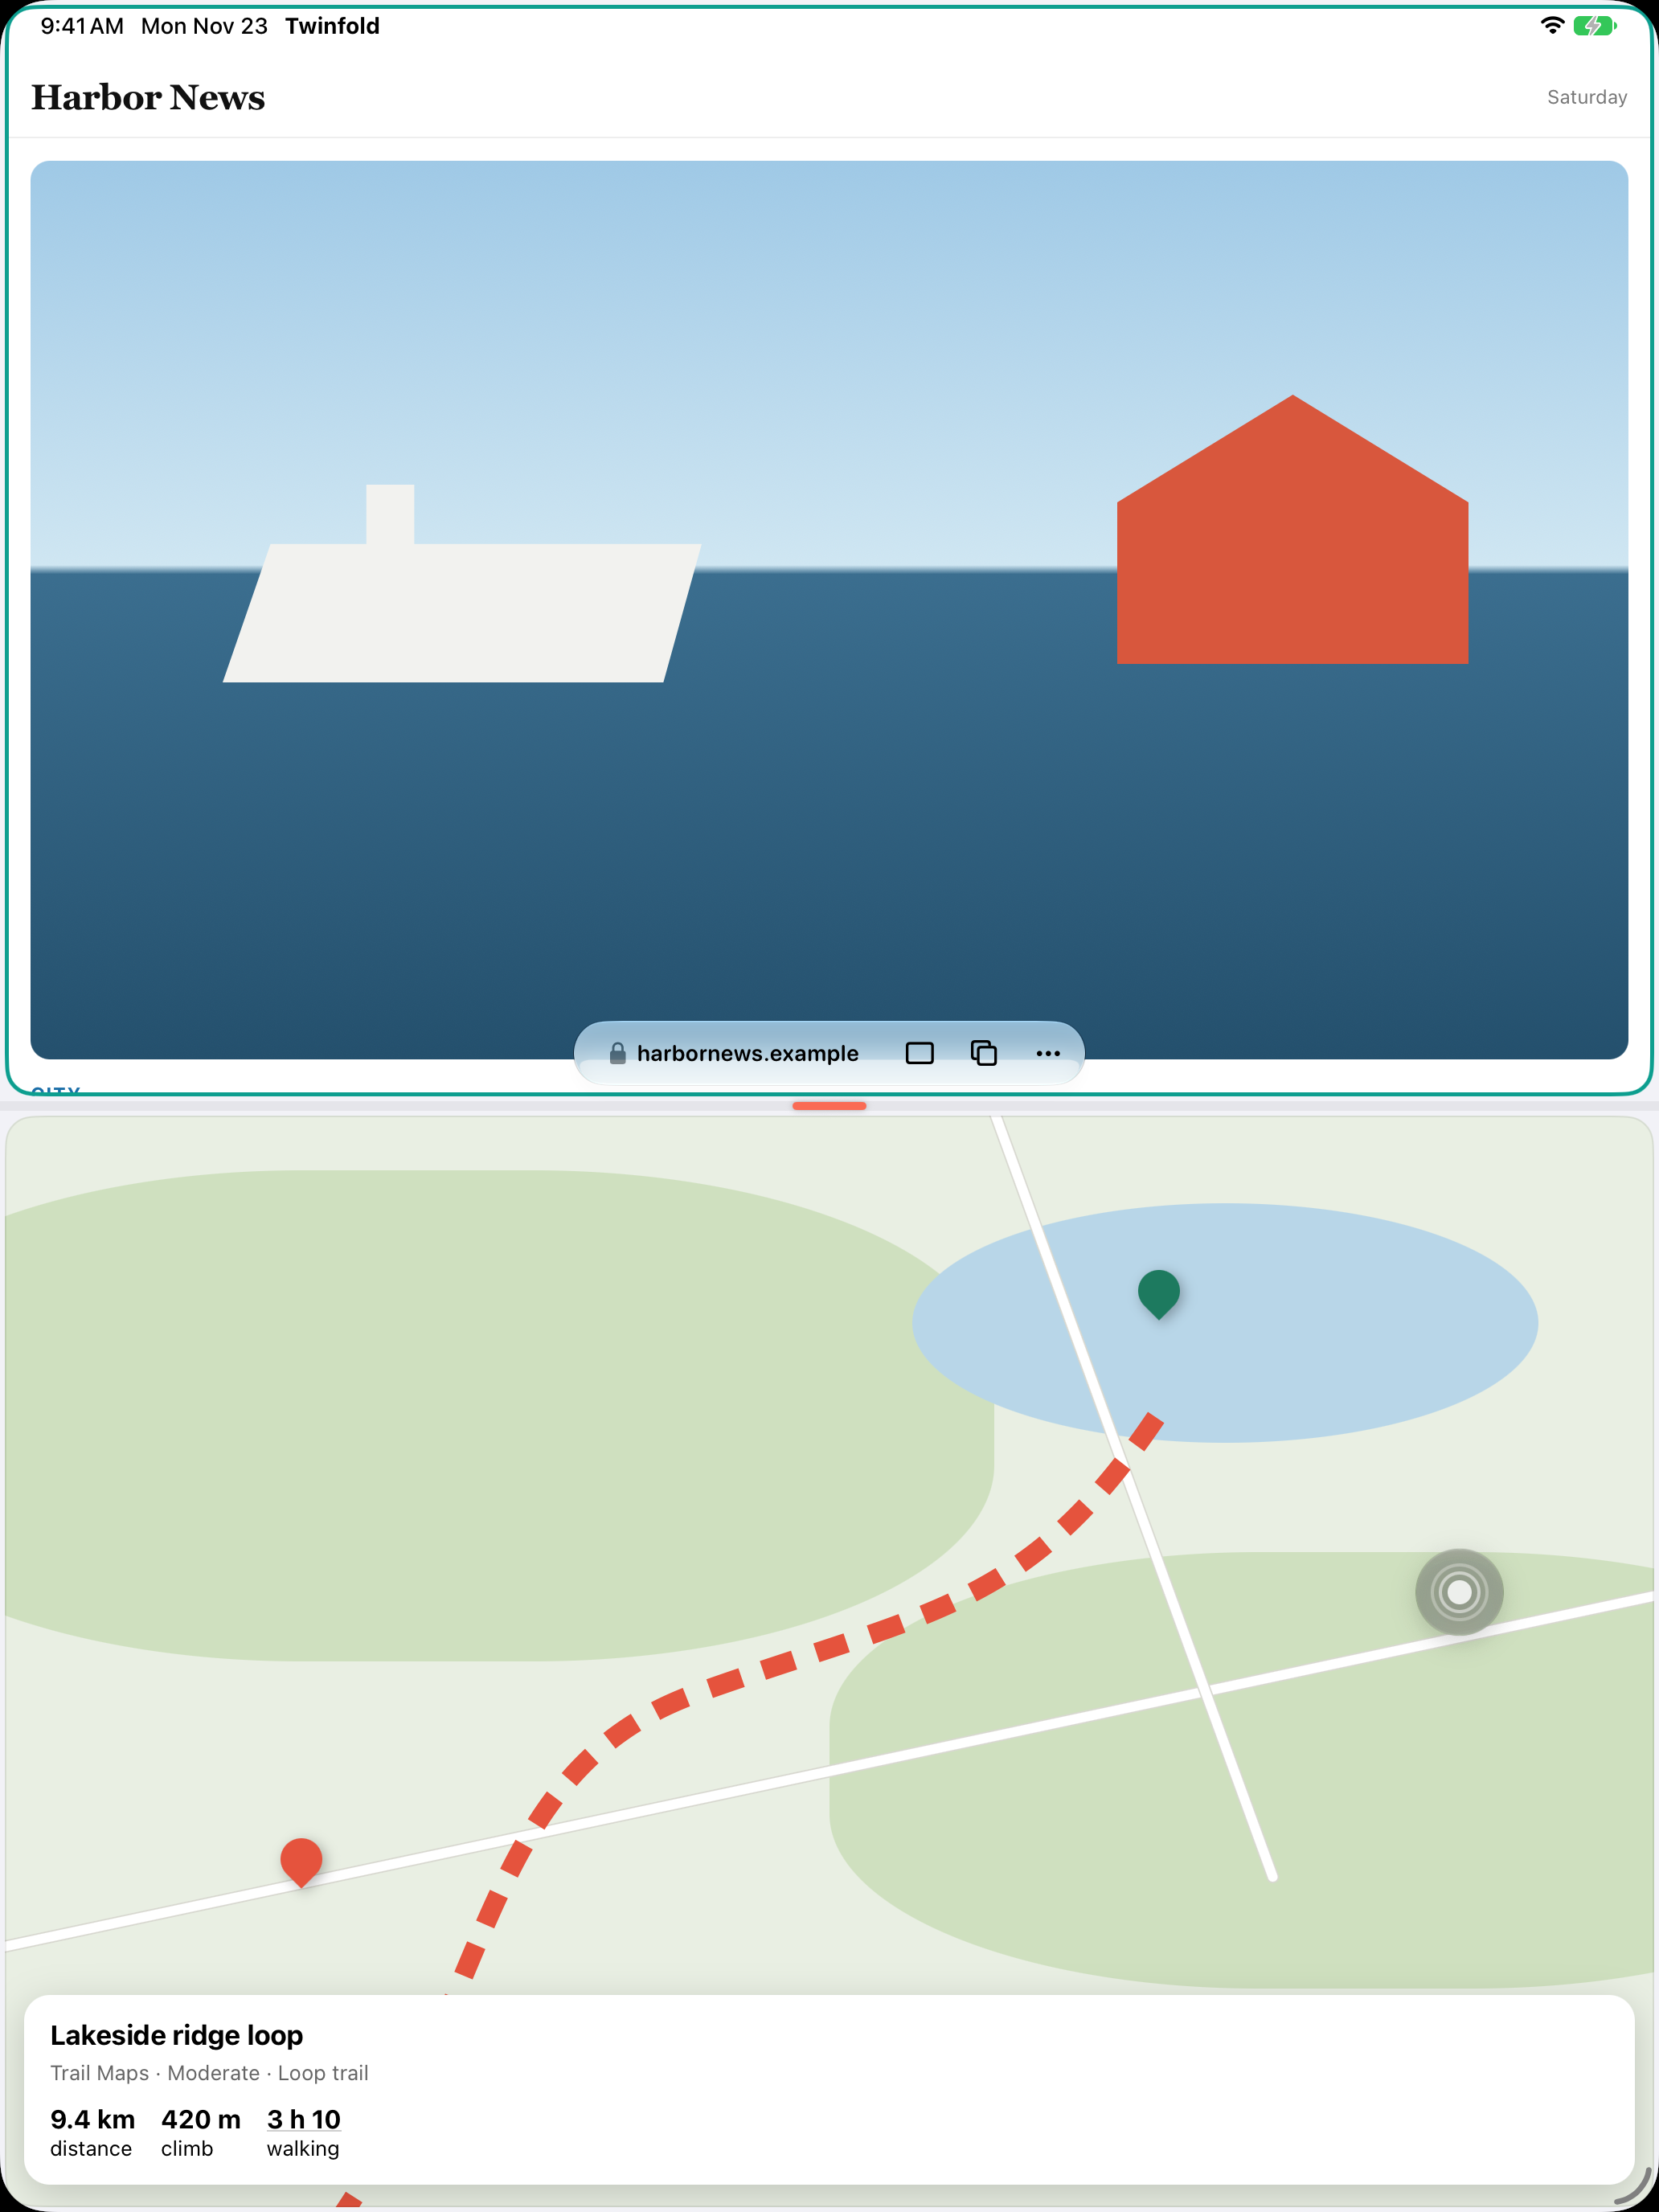 9:41 AM Mon Nov 23 Twinfold
Harbor News
Saturday
harbornews.example
CITY
Lakeside ridge loop
Trail Maps · Moderate · Loop trail
9.4 km 420 m 3 h 10
distance climb walking